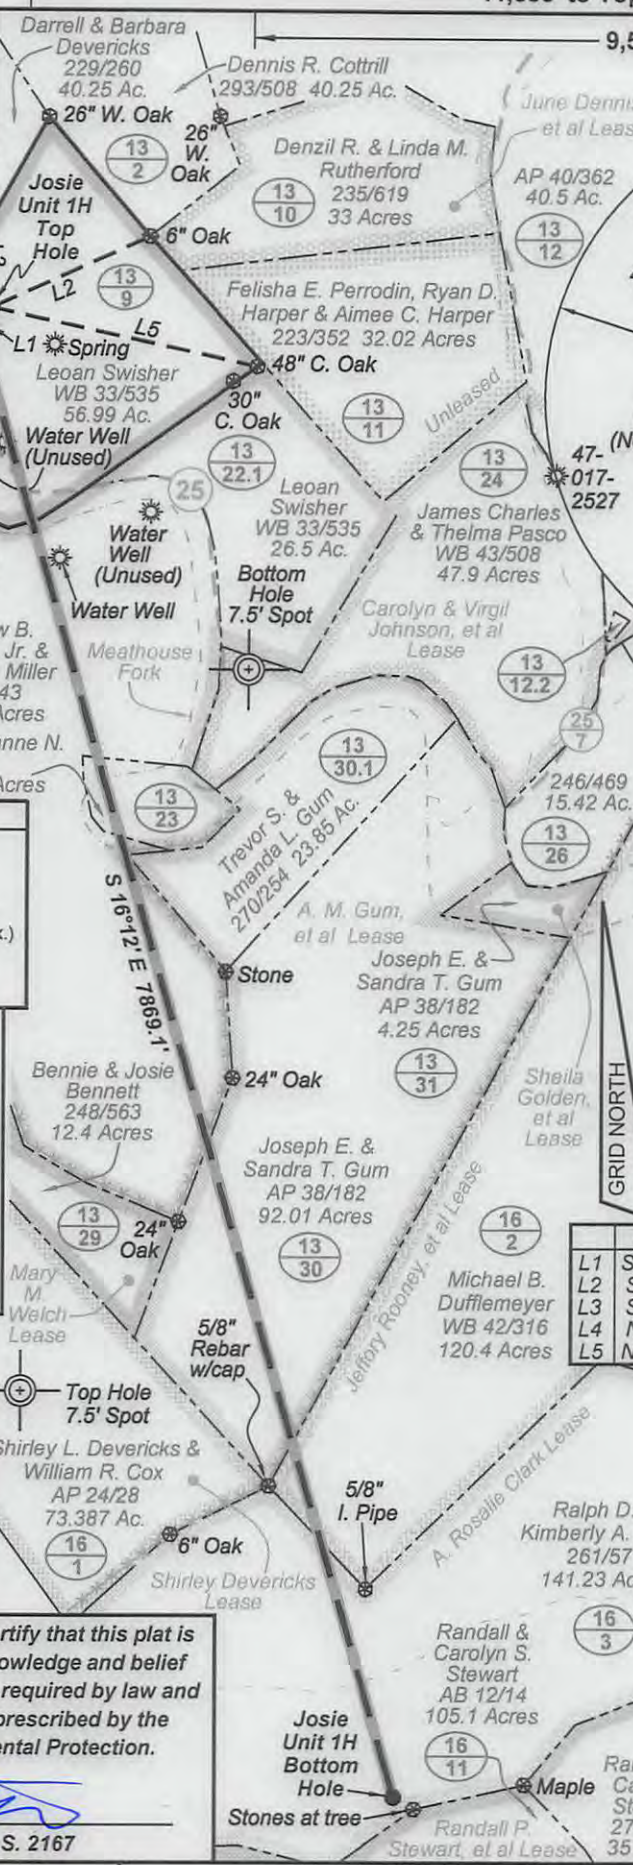 Darrell & Barbara
Devericks
229/260
40.25 Ac.
Dennis R. Cottrill
293/508 40.25 Ac.
9,5
26" W. Oak
26"
W.
Oak
13
2
June Denni
et al Leas
Denzil R. & Linda M.
Rutherford
235/619
33 Acres
13
10
AP 40/362
40.5 Ac.
13
12
Josie
Unit 1H
Top
Hole
6" Oak
L2
13
9
L5
L1
Spring
Felisha E. Perrodin, Ryan D.
Harper & Aimee C. Harper
223/352 32.02 Acres
Leoan Swisher
WB 33/535
56.99 Ac.
48" C. Oak
30"
C. Oak
13
11
Unleased
Water Well
(Unused)
13
22.1
13
24
47-
017-
2527
(N
25
Leoan
Swisher
WB 33/535
26.5 Ac.
James Charles
& Thelma Pasco
WB 43/508
47.9 Acres
Water
Well
(Unused)
Water Well
Bottom
Hole
7.5' Spot
Carolyn & Virgil
Johnson, et al
Lease
w B.
Jr. &
Miller
43
Acres
anne N.
Acres
Meathouse
Fork
13
12.2
25
7
13
30.1
13
23
246/469
15.42 Ac.
13
26
Trevor S. &
Amanda L. Gum
270/254 23.85 Ac.
S 16°12' E 7869.1'
A. M. Gum,
et al Lease
.)
Stone
Joseph E. &
Sandra T. Gum
AP 38/182
4.25 Acres
13
31
Sheila
Golden,
et al
Lease
GRID NORTH
Bennie & Josie
Bennett
248/563
12.4 Acres
24" Oak
Joseph E. &
Sandra T. Gum
AP 38/182
92.01 Acres
13
30
13
29
24"
Oak
Mary
M.
Welch
Lease
Jeffory Rooney, et al Lease
16
2
Michael B.
Dufflemeyer
WB 42/316
120.4 Acres
L1 S
L2 S
L3 S
L4 N
L5 N
5/8"
Rebar
w/cap
Top Hole
7.5' Spot
Shirley L. Devericks &
William R. Cox
AP 24/28
73.387 Ac.
16
1
6" Oak
Shirley Devericks
Lease
5/8"
I. Pipe
A. Rosalie Clark Lease
Ralph D.
Kimberly A.
261/57
141.23 Ac
16
3
rtify that this plat is
owledge and belief
required by law and
prescribed by the
ental Protection.
S. 2167
Randall &
Carolyn S.
Stewart
AB 12/14
105.1 Acres
16
11
Josie
Unit 1H
Bottom
Hole
Stones at tree
Maple
Randall P.
Stewart, et al Lease
Ra
Ca
St
27
35